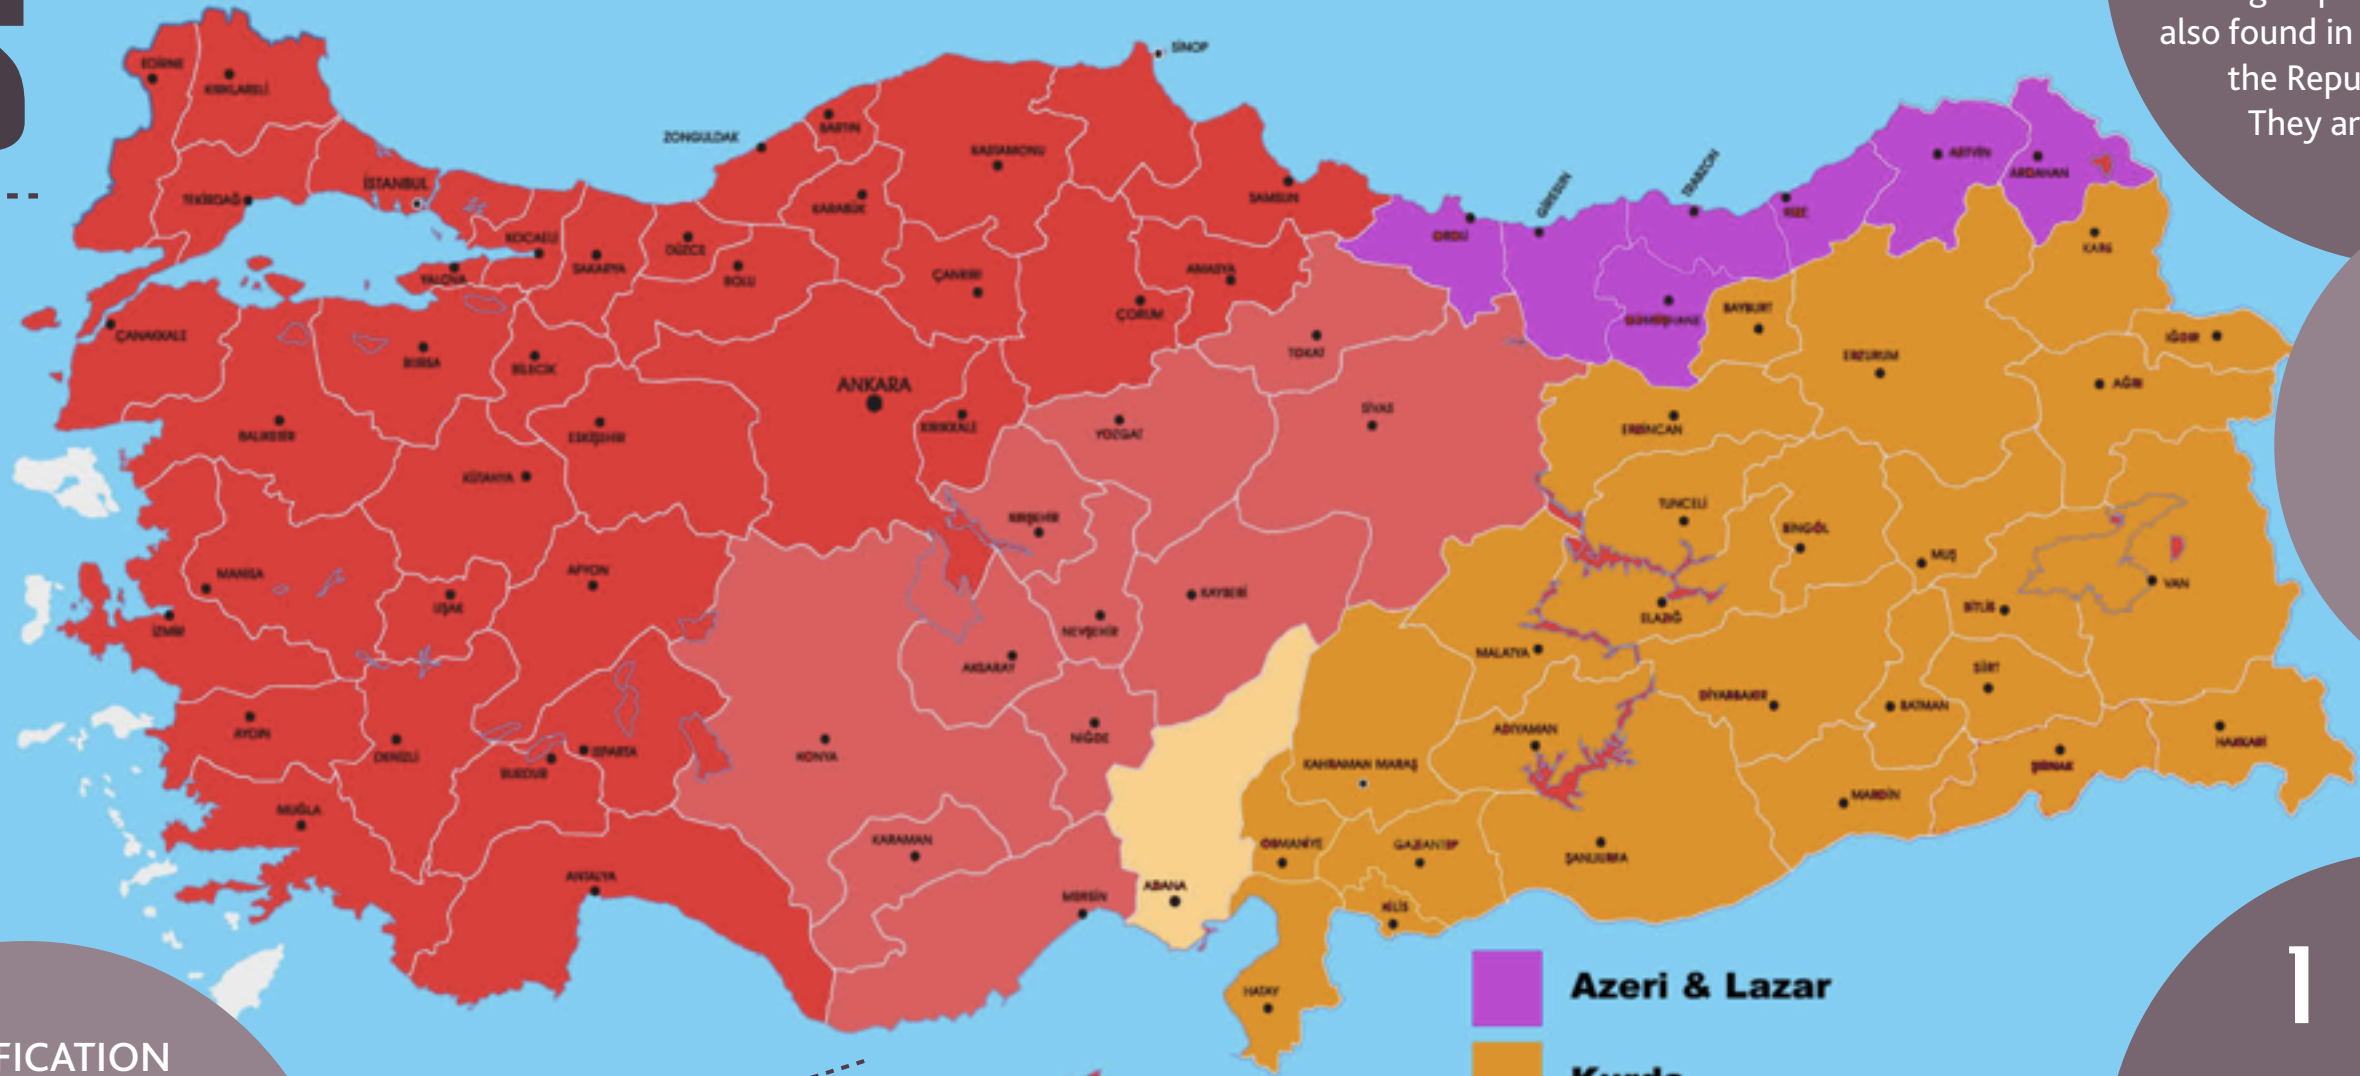 also found in
the Repu
They ar
SİNOP
EDİRNE
KIRKLARELİ
BARTIN
ZONGULDAK
KASTAMONU
ARTVİN
ARDAHAN
GİRESUN
TRABZON
İSTANBUL
TEKİRDAĞ
KARABÜK
SAMSUN
RİZE
ORDU
KOCAELİ
DÜZCE
KARS
SAKARYA
YALOVA
BOLU
ÇANKIRI
AMASYA
ÇORUM
BAYBURT
GÜMÜŞHANE
ÇANAKKALE
IĞDIR
TOKAT
ERZURUM
BURSA
BİLECİK
ANKARA
AĞRI
SİVAS
KIRIKKALE
YOZGAT
ERZİNCAN
BALIKESİR
ESKİŞEHİR
KÜTAHYA
TUNCELİ
KIRŞEHİR
BİNGÖL
MUŞ
MANİSA
AFYON
VAN
KAYSERİ
UŞAK
BİTLİS
ELAZIĞ
İZMİR
NEVŞEHİR
MALATYA
AKSARAY
SİİRT
DİYARBAKIR
BATMAN
AYDIN
ADIYAMAN
NİĞDE
HAKKARİ
DENİZLİ
ISPARTA
KONYA
BURDUR
KAHRAMAN MARAŞ
ŞIRNAK
MARDİN
MUĞLA
KARAMAN
OSMANİYE
GAZİANTEP
ŞANLIURFA
ANTALYA
ADANA
MERSİN
KİLİS
HATAY
Azeri & Lazar
Kurds
1
FICATION